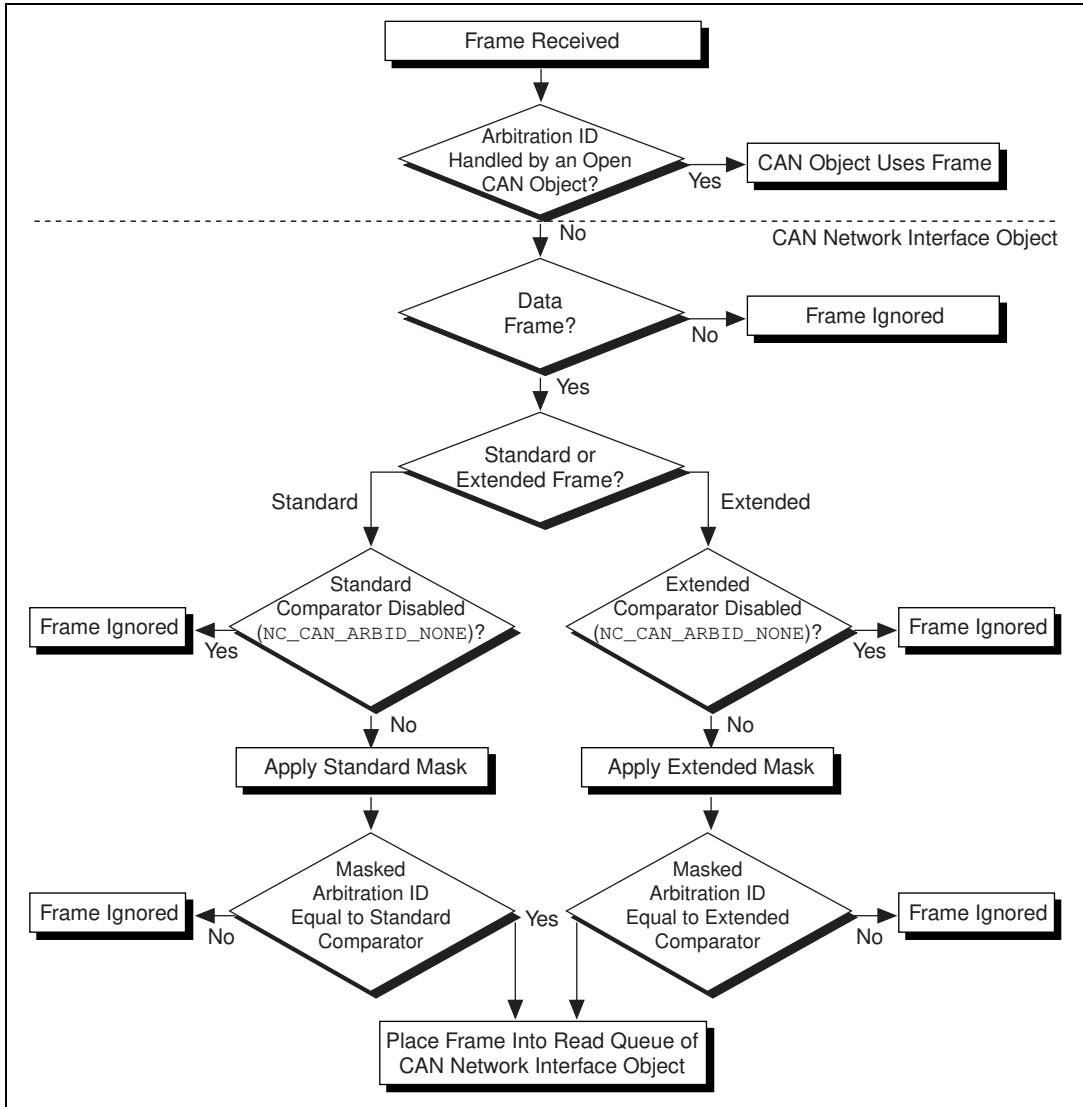 Frame Received
Arbitration ID
Handled by an Open
CAN Object?
Yes
CAN Object Uses Frame
No
CAN Network Interface Object
Data
Frame?
No
Frame Ignored
Yes
Standard or
Extended Frame?
Standard
Extended
Standard
Comparator Disabled
(NC_CAN_ARBID_NONE)?
Frame Ignored
Yes
Extended
Comparator Disabled
(NC_CAN_ARBID_NONE)?
Frame Ignored
Yes
No
No
Apply Standard Mask
Apply Extended Mask
Masked
Arbitration ID
Equal to Standard
Comparator
Frame Ignored
No
Yes
Masked
Arbitration ID
Equal to Extended
Comparator
Frame Ignored
No
Place Frame Into Read Queue of
CAN Network Interface Object